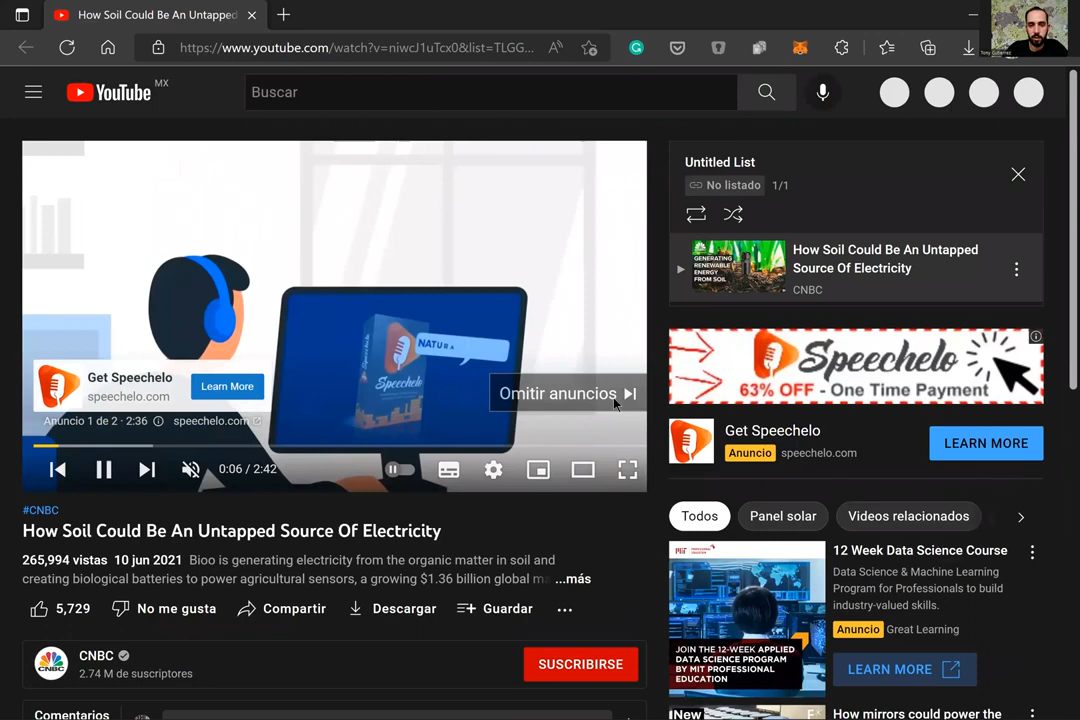 How Soil Could Be An Untapped
https://www.youtube.com/watch?v=niwcJ1uTcx0&list=TLGG...
Tony Gutierrez
YouTube MX
Buscar
NATURA
Speechelo
Speechelo
Get Speechelo
speechelo.com
Learn More
Omitir anuncios
Anuncio 1 de 2 · 2:36
speechelo.com
0:06 / 2:42
#CNBC
How Soil Could Be An Untapped Source Of Electricity
265,994 vistas 10 jun 2021 Bioo is generating electricity from the organic matter in soil and
creating biological batteries to power agricultural sensors, a growing $1.36 billion global ...más
5,729 No me gusta Compartir Descargar Guardar
CNBC
CNBC
2.74 M de suscriptores
SUSCRIBIRSE
Comentarios
Untitled List
No listado 1/1
GENERATING
RENEWABLE
ENERGY
FROM SOIL
How Soil Could Be An Untapped
Source Of Electricity
CNBC
Speechelo
63% OFF - One Time Payment
Get Speechelo
Anuncio speechelo.com
LEARN MORE
Todos Panel solar Videos relacionados
MIT PROFESSIONAL EDUCATION
JOIN THE 12-WEEK APPLIED
DATA SCIENCE PROGRAM
BY MIT PROFESSIONAL
EDUCATION
12 Week Data Science Course
Data Science & Machine Learning
Program for Professionals to build
industry-valued skills.
Anuncio Great Learning
LEARN MORE
New
How mirrors could power the